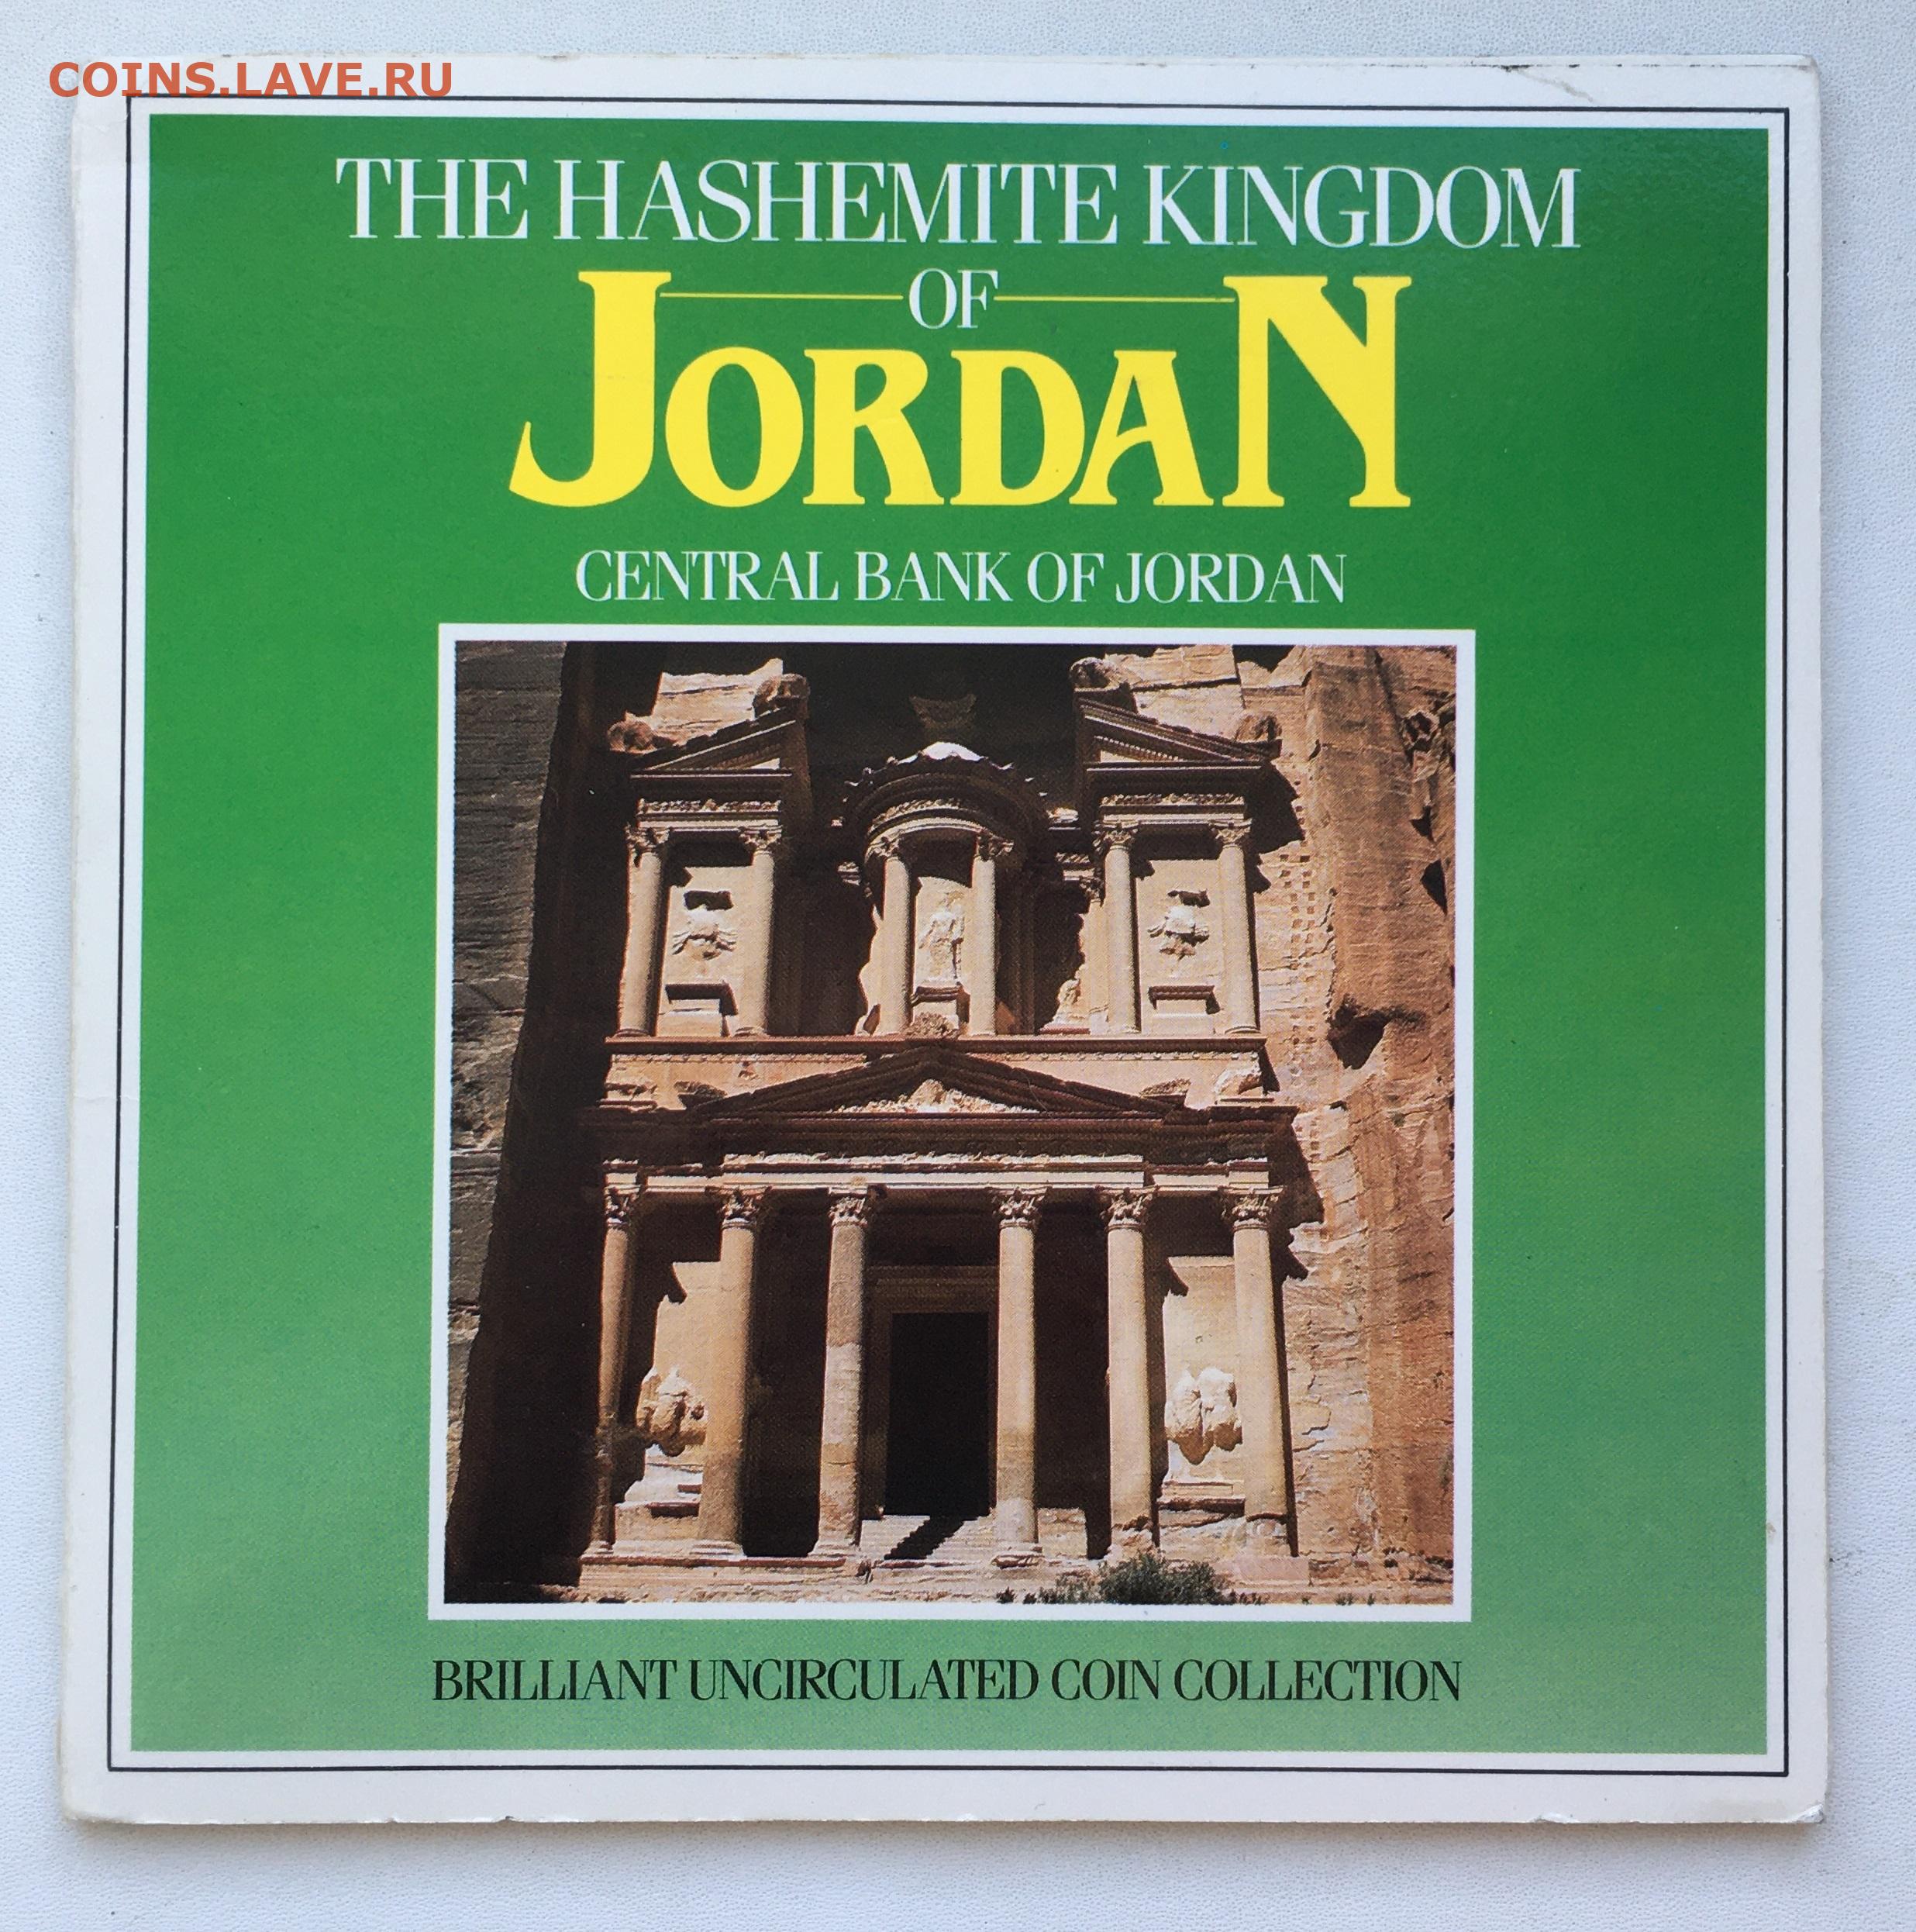 COINS.LAVE.RU
THE HASHEMITE KINGDOM
OF
JORDAN
CENTRAL BANK OF JORDAN
BRILLIANT UNCIRCULATED COIN COLLECTION